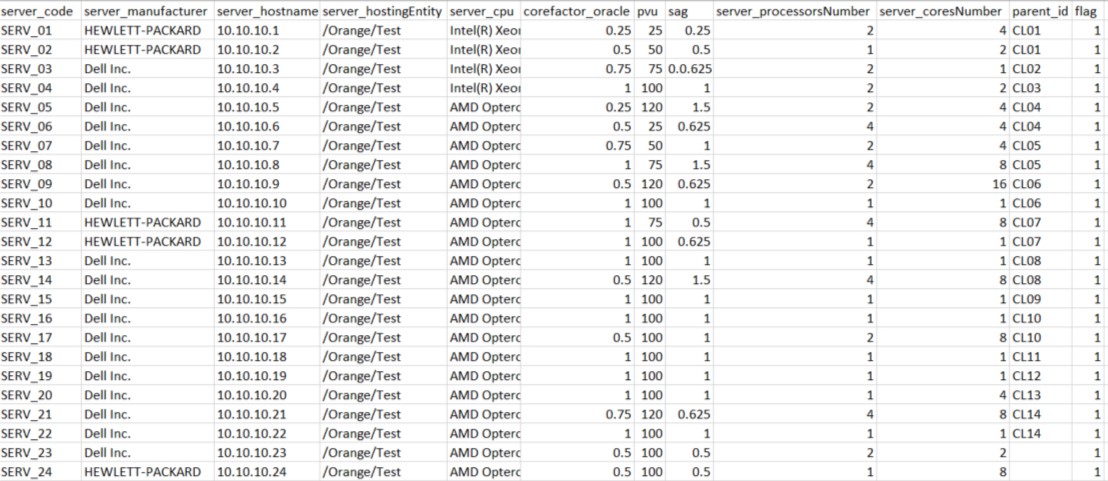 server_code server_manufacturer server_hostname server_hostingEntity server_cpu corefactor_oracle pvu sag server_processorsNumber server_coresNumber parent_id flag
SERV_01 HEWLETT-PACKARD 10.10.10.1 /Orange/Test Intel(R) Xeo 0.25 25 0.25 2 4 CL01 1
SERV_02 HEWLETT-PACKARD 10.10.10.2 /Orange/Test Intel(R) Xeo 0.5 50 0.5 1 2 CL01 1
SERV_03 Dell Inc. 10.10.10.3 /Orange/Test Intel(R) Xeo 0.75 75 0.0.625 2 1 CL02 1
SERV_04 Dell Inc. 10.10.10.4 /Orange/Test Intel(R) Xeo 1 100 1 2 2 CL03 1
SERV_05 Dell Inc. 10.10.10.5 /Orange/Test AMD Opterc 0.25 120 1.5 2 4 CL04 1
SERV_06 Dell Inc. 10.10.10.6 /Orange/Test AMD Opterc 0.5 25 0.625 4 4 CL04 1
SERV_07 Dell Inc. 10.10.10.7 /Orange/Test AMD Opterc 0.75 50 1 2 4 CL05 1
SERV_08 Dell Inc. 10.10.10.8 /Orange/Test AMD Opterc 1 75 1.5 4 8 CL05 1
SERV_09 Dell Inc. 10.10.10.9 /Orange/Test AMD Opterc 0.5 120 0.625 2 16 CL06 1
SERV_10 Dell Inc. 10.10.10.10 /Orange/Test AMD Opterc 1 100 1 1 1 CL06 1
SERV_11 HEWLETT-PACKARD 10.10.10.11 /Orange/Test AMD Opterc 1 75 0.5 4 8 CL07 1
SERV_12 HEWLETT-PACKARD 10.10.10.12 /Orange/Test AMD Opterc 1 100 0.625 1 1 CL07 1
SERV_13 Dell Inc. 10.10.10.13 /Orange/Test AMD Opterc 1 100 1 1 1 CL08 1
SERV_14 Dell Inc. 10.10.10.14 /Orange/Test AMD Opterc 0.5 120 1.5 4 8 CL08 1
SERV_15 Dell Inc. 10.10.10.15 /Orange/Test AMD Opterc 1 100 1 1 1 CL09 1
SERV_16 Dell Inc. 10.10.10.16 /Orange/Test AMD Opterc 1 100 1 1 1 CL10 1
SERV_17 Dell Inc. 10.10.10.17 /Orange/Test AMD Opterc 0.5 100 1 2 8 CL10 1
SERV_18 Dell Inc. 10.10.10.18 /Orange/Test AMD Opterc 1 100 1 1 1 CL11 1
SERV_19 Dell Inc. 10.10.10.19 /Orange/Test AMD Opterc 1 100 1 1 1 CL12 1
SERV_20 Dell Inc. 10.10.10.20 /Orange/Test AMD Opterc 1 100 1 1 4 CL13 1
SERV_21 Dell Inc. 10.10.10.21 /Orange/Test AMD Opterc 0.75 120 0.625 4 8 CL14 1
SERV_22 Dell Inc. 10.10.10.22 /Orange/Test AMD Opterc 1 100 1 1 1 CL14 1
SERV_23 Dell Inc. 10.10.10.23 /Orange/Test AMD Opterc 0.5 100 0.5 2 2 1
SERV_24 HEWLETT-PACKARD 10.10.10.24 /Orange/Test AMD Opterc 0.5 100 0.5 1 8 1